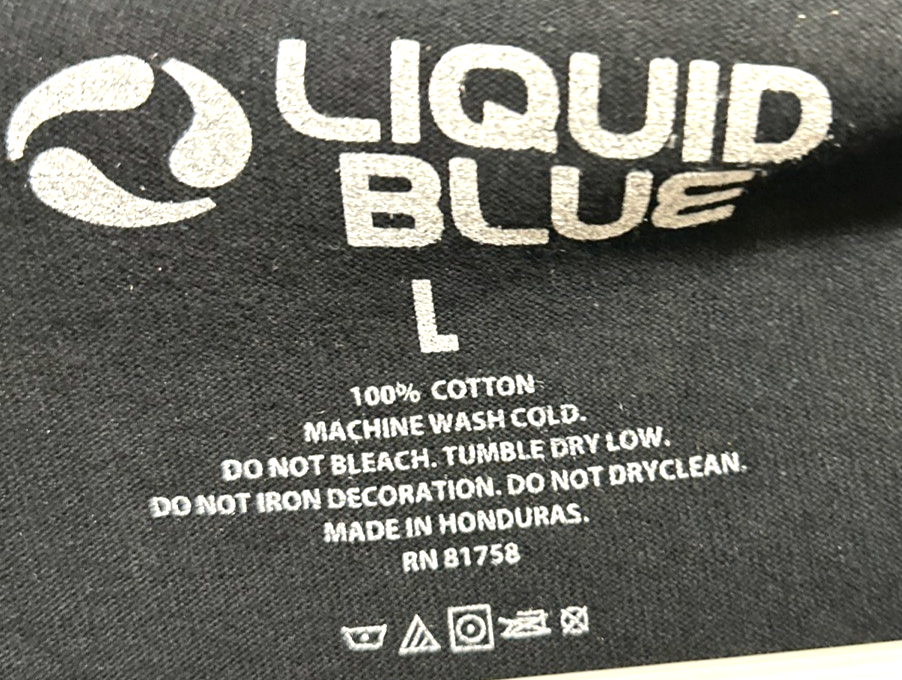 LIQUID
BLUE
L
100% COTTON
MACHINE WASH COLD.
DO NOT BLEACH. TUMBLE DRY LOW.
DO NOT IRON DECORATION. DO NOT DRYCLEAN.
MADE IN HONDURAS.
RN 81758